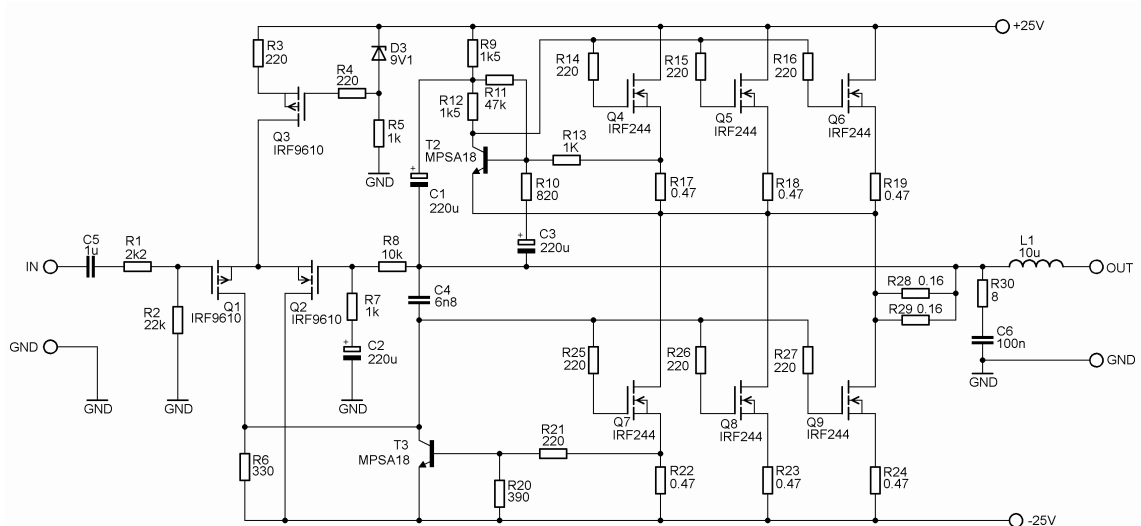 +25V
R3
220
D3
9V1
R9
1k5
R14
220
R15
220
R16
220
R4
220
R11
47k
R12
1k5
R5
1k
Q3
IRF9610
GND
Q4
IRF244
Q5
IRF244
Q6
IRF244
T2
MPSA18
R13
1K
C1
220u
R10
820
R17
0.47
R18
0.47
R19
0.47
C3
220u
IN
C5
1u
R1
2k2
R8
10k
L1
10u
OUT
Q1
IRF9610
Q2
IRF9610
R2
22k
R7
1k
C4
6n8
R28 0.16
R29 0.16
R30
8
C2
220u
C6
100n
GND
GND
GND
GND
GND
GND
R25
220
R26
220
R27
220
Q7
IRF244
Q8
IRF244
Q9
IRF244
T3
MPSA18
R21
220
R6
330
R20
390
R22
0.47
R23
0.47
R24
0.47
-25V